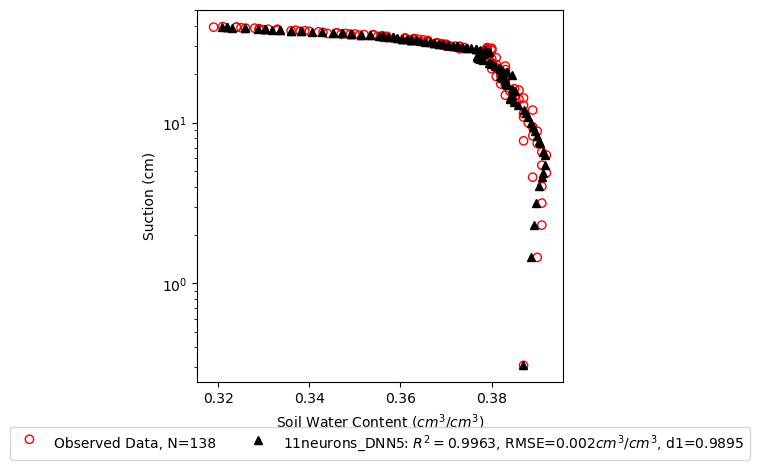 Suction (cm)
10¹
10⁰
0.32 0.34 0.36 0.38
Soil Water Content (cm³/cm³)
Observed Data, N=138 11neurons_DNN5: R² = 0.9963, RMSE=0.002cm³/cm³, d1=0.9895